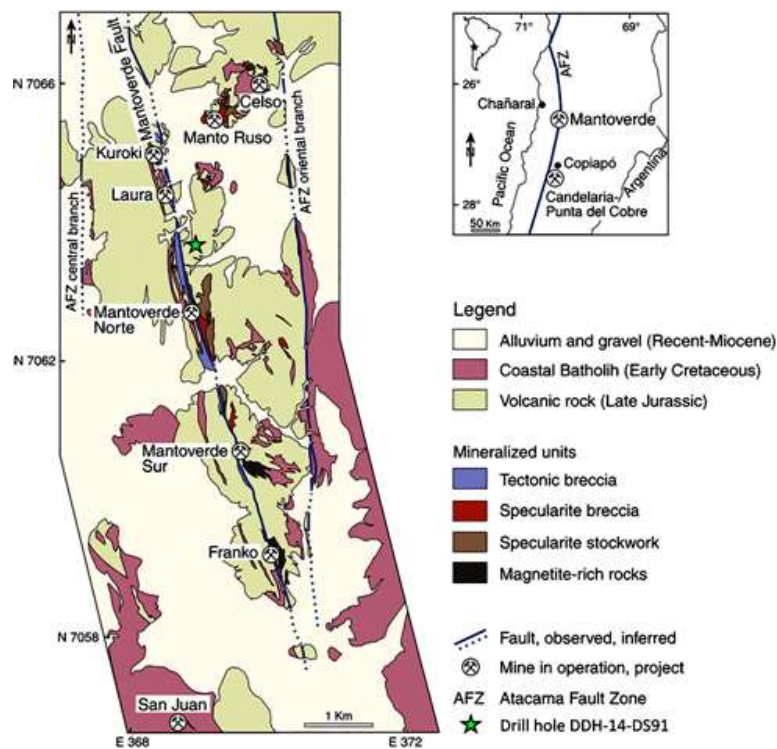 N
Mantoverde Fault
N 7066
Celso
Manto Ruso
Kuroki
Laura
AFZ oriental branch
AFZ central branch
Mantoverde
Norte
N 7062
Mantoverde
Sur
Franko
N 7058
San Juan
1 Km
E 368
E 372
71°
69°
AFZ
26°
Chañaral
Mantoverde
Pacific Ocean
N
Copiapó
Candelaria-
Punta del Cobre
Argentina
28°
50 Km
Legend
Alluvium and gravel (Recent-Miocene)
Coastal Batholih (Early Cretaceous)
Volcanic rock (Late Jurassic)
Mineralized units
Tectonic breccia
Specularite breccia
Specularite stockwork
Magnetite-rich rocks
Fault, observed, inferred
Mine in operation, project
AFZ Atacama Fault Zone
Drill hole DDH-14-DS91